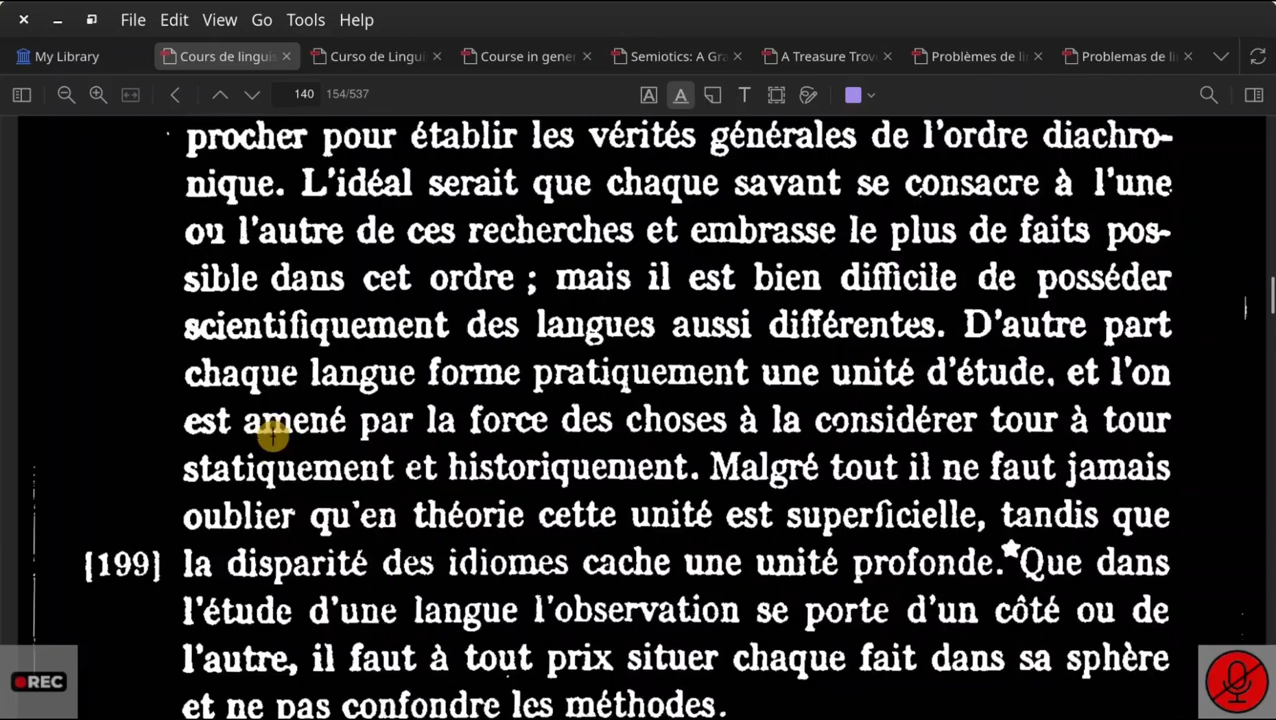 File Edit View Go Tools Help
My Library Cours de linguis Curso de Lingui Course in gene Semiotics: A Gra A Treasure Trov Problèmes de li Problemas de li
140 154/537 A A T
procher pour établir les vérités générales de l'ordre diachro-
nique. L'idéal serait que chaque savant se consacre à l'une
ou l'autre de ces recherches et embrasse le plus de faits pos-
sible dans cet ordre ; mais il est bien difficile de posséder
scientifiquement des langues aussi différentes. D'autre part
chaque langue forme pratiquement une unité d'étude, et l'on
est amené par la force des choses à la considérer tour à tour
statiquement et historiquement. Malgré tout il ne faut jamais
oublier qu'en théorie cette unité est superficielle, tandis que
[199] la disparité des idiomes cache une unité profonde.★Que dans
l'étude d'une langue l'observation se porte d'un côté ou de
l'autre, il faut à tout prix situer chaque fait dans sa sphère
et ne pas confondre les méthodes.
REC